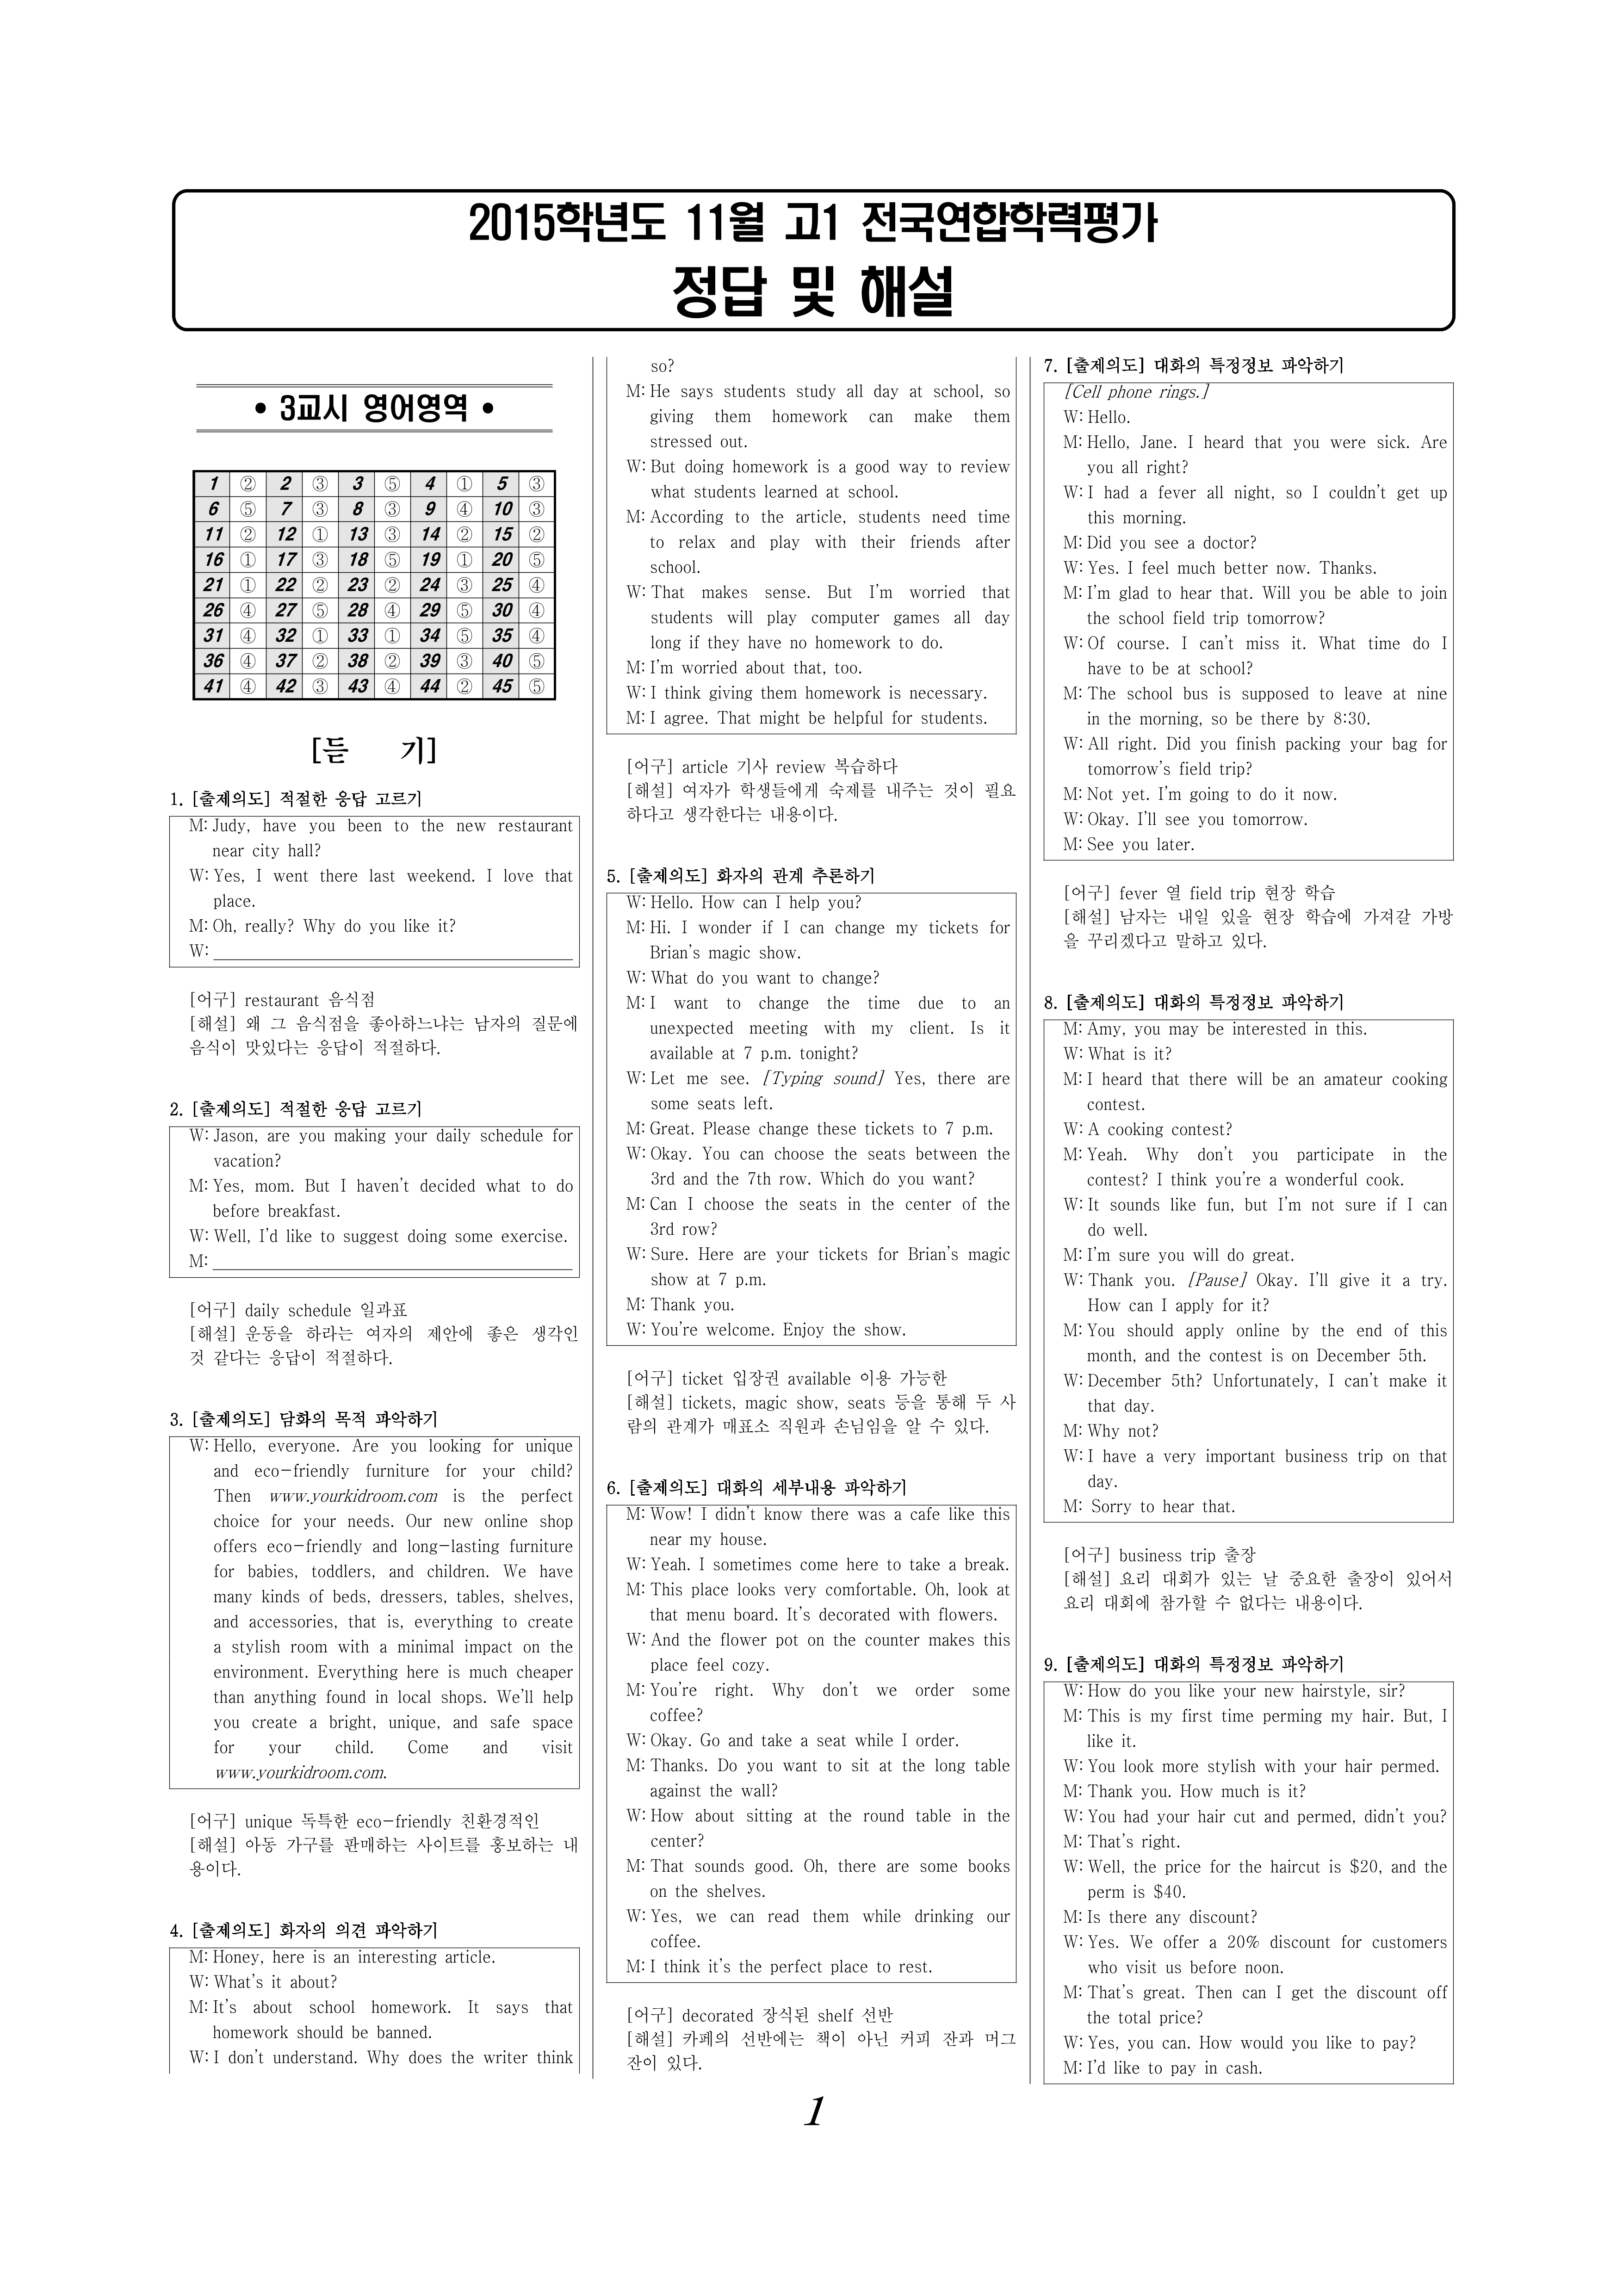 2015학년도 11월 고1 전국연합학력평가
정답 및 해설
• 3교시 영어영역 •
1 ② 2 ③ 3 ⑤ 4 ① 5 ③
6 ⑤ 7 ③ 8 ③ 9 ④ 10 ③
11 ② 12 ① 13 ③ 14 ② 15 ②
16 ① 17 ③ 18 ⑤ 19 ① 20 ⑤
21 ① 22 ② 23 ② 24 ③ 25 ④
26 ④ 27 ⑤ 28 ④ 29 ⑤ 30 ④
31 ④ 32 ① 33 ① 34 ⑤ 35 ④
36 ④ 37 ② 38 ② 39 ③ 40 ⑤
41 ④ 42 ③ 43 ④ 44 ② 45 ⑤
[듣 기]
1. [출제의도] 적절한 응답 고르기
M: Judy, have you been to the new restaurant
near city hall?
W: Yes, I went there last weekend. I love that
place.
M: Oh, really? Why do you like it?
W:
[어구] restaurant 음식점
[해설] 왜 그 음식점을 좋아하느냐는 남자의 질문에
음식이 맛있다는 응답이 적절하다.
2. [출제의도] 적절한 응답 고르기
W: Jason, are you making your daily schedule for
vacation?
M: Yes, mom. But I haven't decided what to do
before breakfast.
W: Well, I'd like to suggest doing some exercise.
M:
[어구] daily schedule 일과표
[해설] 운동을 하라는 여자의 제안에 좋은 생각인
것 같다는 응답이 적절하다.
3. [출제의도] 담화의 목적 파악하기
W: Hello, everyone. Are you looking for unique
and eco-friendly furniture for your child?
Then www.yourkidroom.com is the perfect
choice for your needs. Our new online shop
offers eco-friendly and long-lasting furniture
for babies, toddlers, and children. We have
many kinds of beds, dressers, tables, shelves,
and accessories, that is, everything to create
a stylish room with a minimal impact on the
environment. Everything here is much cheaper
than anything found in local shops. We'll help
you create a bright, unique, and safe space
for your child. Come and visit
www.yourkidroom.com.
[어구] unique 독특한 eco-friendly 친환경적인
[해설] 아동 가구를 판매하는 사이트를 홍보하는 내
용이다.
4. [출제의도] 화자의 의견 파악하기
M: Honey, here is an interesting article.
W: What's it about?
M: It's about school homework. It says that
homework should be banned.
W: I don't understand. Why does the writer think
so?
M: He says students study all day at school, so
giving them homework can make them
stressed out.
W: But doing homework is a good way to review
what students learned at school.
M: According to the article, students need time
to relax and play with their friends after
school.
W: That makes sense. But I'm worried that
students will play computer games all day
long if they have no homework to do.
M: I'm worried about that, too.
W: I think giving them homework is necessary.
M: I agree. That might be helpful for students.
[어구] article 기사 review 복습하다
[해설] 여자가 학생들에게 숙제를 내주는 것이 필요
하다고 생각한다는 내용이다.
5. [출제의도] 화자의 관계 추론하기
W: Hello. How can I help you?
M: Hi. I wonder if I can change my tickets for
Brian's magic show.
W: What do you want to change?
M: I want to change the time due to an
unexpected meeting with my client. Is it
available at 7 p.m. tonight?
W: Let me see. [Typing sound] Yes, there are
some seats left.
M: Great. Please change these tickets to 7 p.m.
W: Okay. You can choose the seats between the
3rd and the 7th row. Which do you want?
M: Can I choose the seats in the center of the
3rd row?
W: Sure. Here are your tickets for Brian's magic
show at 7 p.m.
M: Thank you.
W: You're welcome. Enjoy the show.
[어구] ticket 입장권 available 이용 가능한
[해설] tickets, magic show, seats 등을 통해 두 사
람의 관계가 매표소 직원과 손님임을 알 수 있다.
6. [출제의도] 대화의 세부내용 파악하기
M: Wow! I didn't know there was a cafe like this
near my house.
W: Yeah. I sometimes come here to take a break.
M: This place looks very comfortable. Oh, look at
that menu board. It's decorated with flowers.
W: And the flower pot on the counter makes this
place feel cozy.
M: You're right. Why don't we order some
coffee?
W: Okay. Go and take a seat while I order.
M: Thanks. Do you want to sit at the long table
against the wall?
W: How about sitting at the round table in the
center?
M: That sounds good. Oh, there are some books
on the shelves.
W: Yes, we can read them while drinking our
coffee.
M: I think it's the perfect place to rest.
[어구] decorated 장식된 shelf 선반
[해설] 카페의 선반에는 책이 아닌 커피 잔과 머그
잔이 있다.
7. [출제의도] 대화의 특정정보 파악하기
[Cell phone rings.]
W: Hello.
M: Hello, Jane. I heard that you were sick. Are
you all right?
W: I had a fever all night, so I couldn't get up
this morning.
M: Did you see a doctor?
W: Yes. I feel much better now. Thanks.
M: I'm glad to hear that. Will you be able to join
the school field trip tomorrow?
W: Of course. I can't miss it. What time do I
have to be at school?
M: The school bus is supposed to leave at nine
in the morning, so be there by 8:30.
W: All right. Did you finish packing your bag for
tomorrow's field trip?
M: Not yet. I'm going to do it now.
W: Okay. I'll see you tomorrow.
M: See you later.
[어구] fever 열 field trip 현장 학습
[해설] 남자는 내일 있을 현장 학습에 가져갈 가방
을 꾸리겠다고 말하고 있다.
8. [출제의도] 대화의 특정정보 파악하기
M: Amy, you may be interested in this.
W: What is it?
M: I heard that there will be an amateur cooking
contest.
W: A cooking contest?
M: Yeah. Why don't you participate in the
contest? I think you're a wonderful cook.
W: It sounds like fun, but I'm not sure if I can
do well.
M: I'm sure you will do great.
W: Thank you. [Pause] Okay. I'll give it a try.
How can I apply for it?
M: You should apply online by the end of this
month, and the contest is on December 5th.
W: December 5th? Unfortunately, I can't make it
that day.
M: Why not?
W: I have a very important business trip on that
day.
M: Sorry to hear that.
[어구] business trip 출장
[해설] 요리 대회가 있는 날 중요한 출장이 있어서
요리 대회에 참가할 수 없다는 내용이다.
9. [출제의도] 대화의 특정정보 파악하기
W: How do you like your new hairstyle, sir?
M: This is my first time perming my hair. But, I
like it.
W: You look more stylish with your hair permed.
M: Thank you. How much is it?
W: You had your hair cut and permed, didn't you?
M: That's right.
W: Well, the price for the haircut is $20, and the
perm is $40.
M: Is there any discount?
W: Yes. We offer a 20% discount for customers
who visit us before noon.
M: That's great. Then can I get the discount off
the total price?
W: Yes, you can. How would you like to pay?
M: I'd like to pay in cash.
1